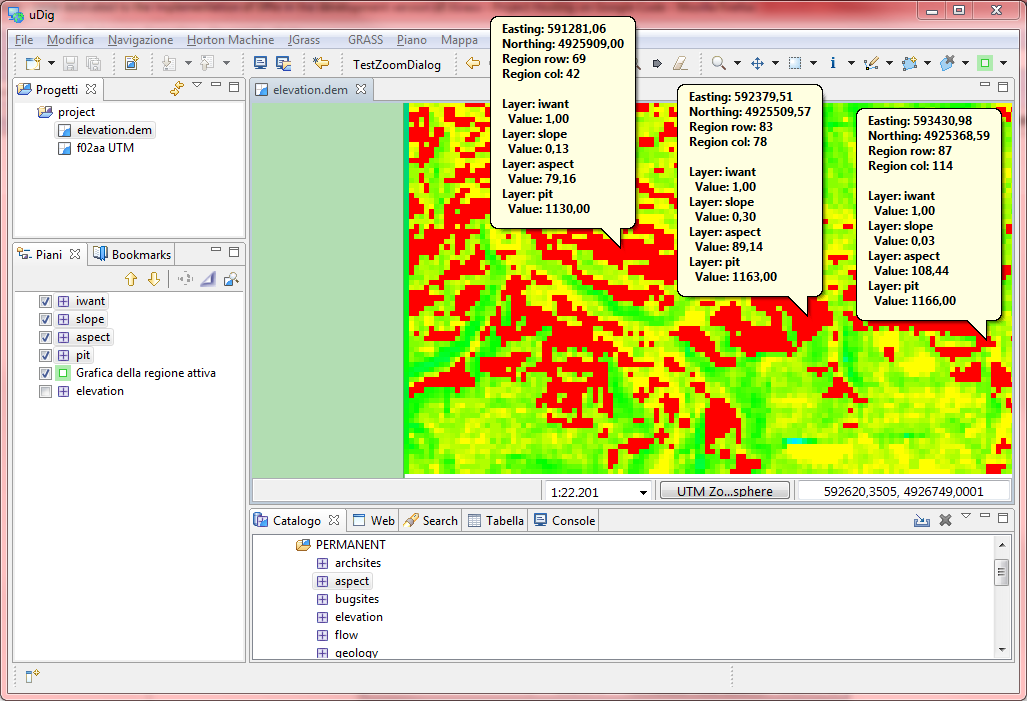 uDig
File Modifica Navigazione Horton Machine JGrass GRASS Piano Mappa
TestZoomDialog
Progetti
project
elevation.dem
f02aa UTM
Piani Bookmarks
iwant
slope
aspect
pit
Grafica della regione attiva
elevation
elevation.dem
Easting: 591281,06
Northing: 4925909,00
Region row: 69
Region col: 42
Layer: iwant
Value: 1,00
Layer: slope
Value: 0,13
Layer: aspect
Value: 79,16
Layer: pit
Value: 1130,00
Easting: 592379,51
Northing: 4925509,57
Region row: 83
Region col: 78
Layer: iwant
Value: 1,00
Layer: slope
Value: 0,30
Layer: aspect
Value: 89,14
Layer: pit
Value: 1163,00
Easting: 593430,98
Northing: 4925368,59
Region row: 87
Region col: 114
Layer: iwant
Value: 1,00
Layer: slope
Value: 0,03
Layer: aspect
Value: 108,44
Layer: pit
Value: 1166,00
1:22.201 UTM Zo...sphere 592620,3505, 4926749,0001
Catalogo Web Search Tabella Console
PERMANENT
archsites
aspect
bugsites
elevation
flow
geology